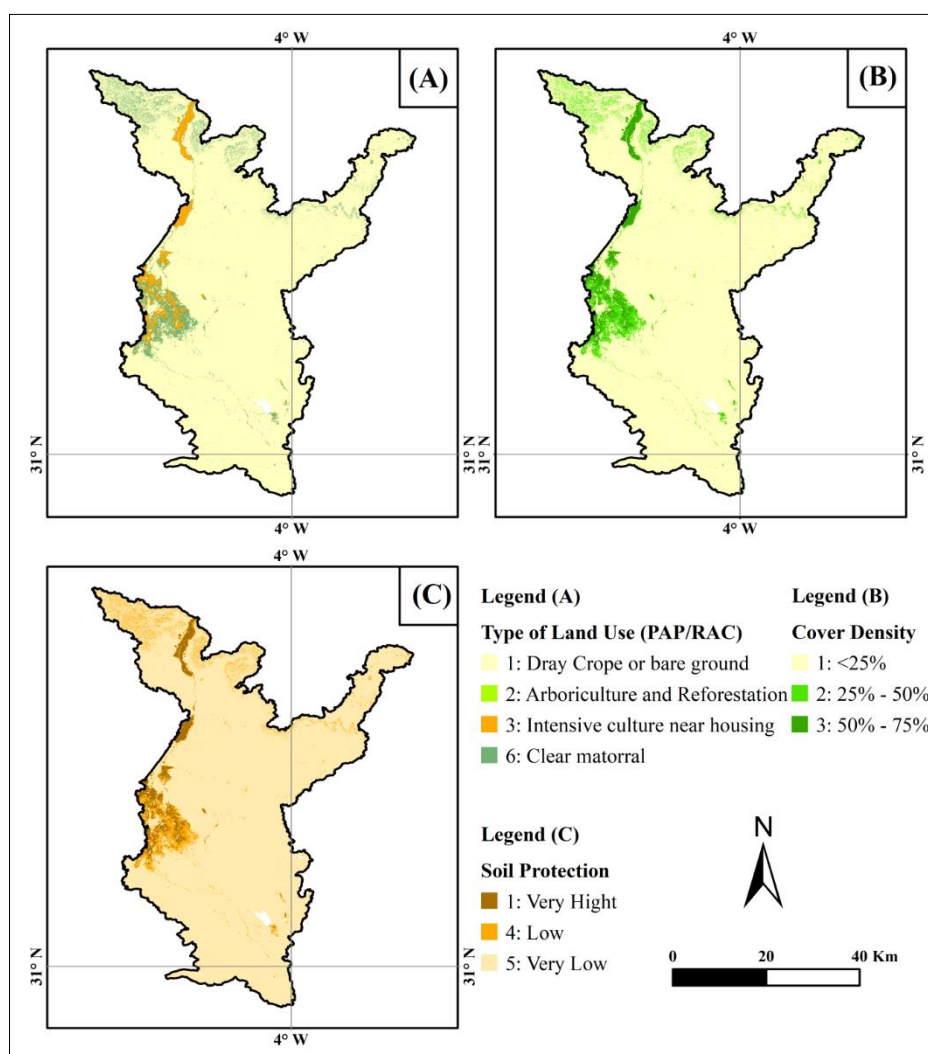 4° W
4° W
(A)
(B)
31° N
31° N
31° N
31° N
4° W
4° W
4° W
(C)
31° N
31° N
4° W
Legend (A)
Type of Land Use (PAP/RAC)
1: Dray Crope or bare ground
2: Arboriculture and Reforestation
3: Intensive culture near housing
6: Clear matorral
Legend (B)
Cover Density
1: <25%
2: 25% - 50%
3: 50% - 75%
Legend (C)
Soil Protection
1: Very Hight
4: Low
5: Very Low
N
0 20 40 Km